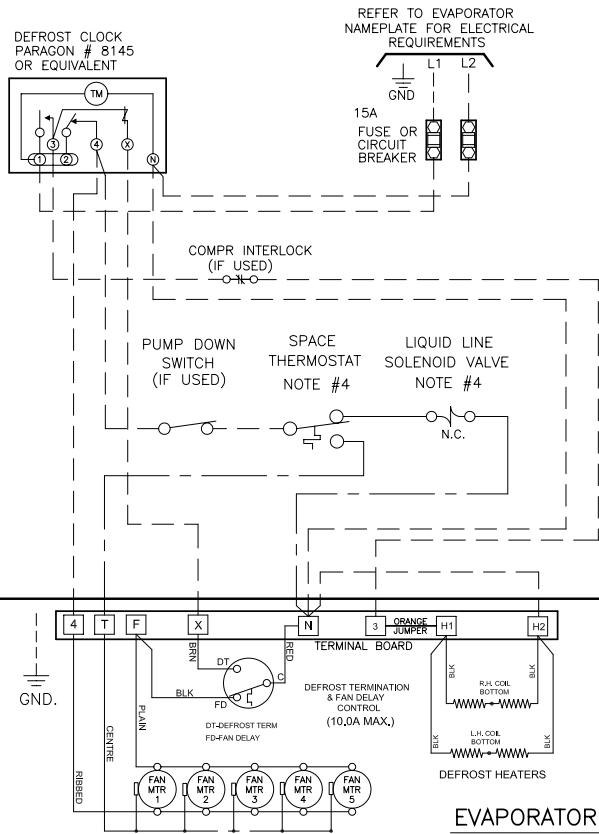 REFER TO EVAPORATOR
NAMEPLATE FOR ELECTRICAL
REQUIREMENTS
L1 L2
GND
15A
FUSE OR
CIRCUIT
BREAKER
DEFROST CLOCK
PARAGON # 8145
OR EQUIVALENT
TM
3 4 X
1 2 N
COMPR INTERLOCK
(IF USED)
PUMP DOWN
SWITCH
(IF USED)
SPACE
THERMOSTAT
NOTE #4
LIQUID LINE
SOLENOID VALVE
NOTE #4
N.C.
4 T F X N 3 ORANGE JUMPER H1 H2
TERMINAL BOARD
GND.
BRN
RED
DT
C
BLK
FD
DT-DEFROST TERM
FD-FAN DELAY
DEFROST TERMINATION
& FAN DELAY
CONTROL
(10.0A MAX.)
BLK
BLK
R.H. COIL
BOTTOM
BLK
BLK
L.H. COIL
BOTTOM
DEFROST HEATERS
RIBBED
CENTRE
PLAIN
FAN MTR 1
FAN MTR 2
FAN MTR 3
FAN MTR 4
FAN MTR 5
EVAPORATOR